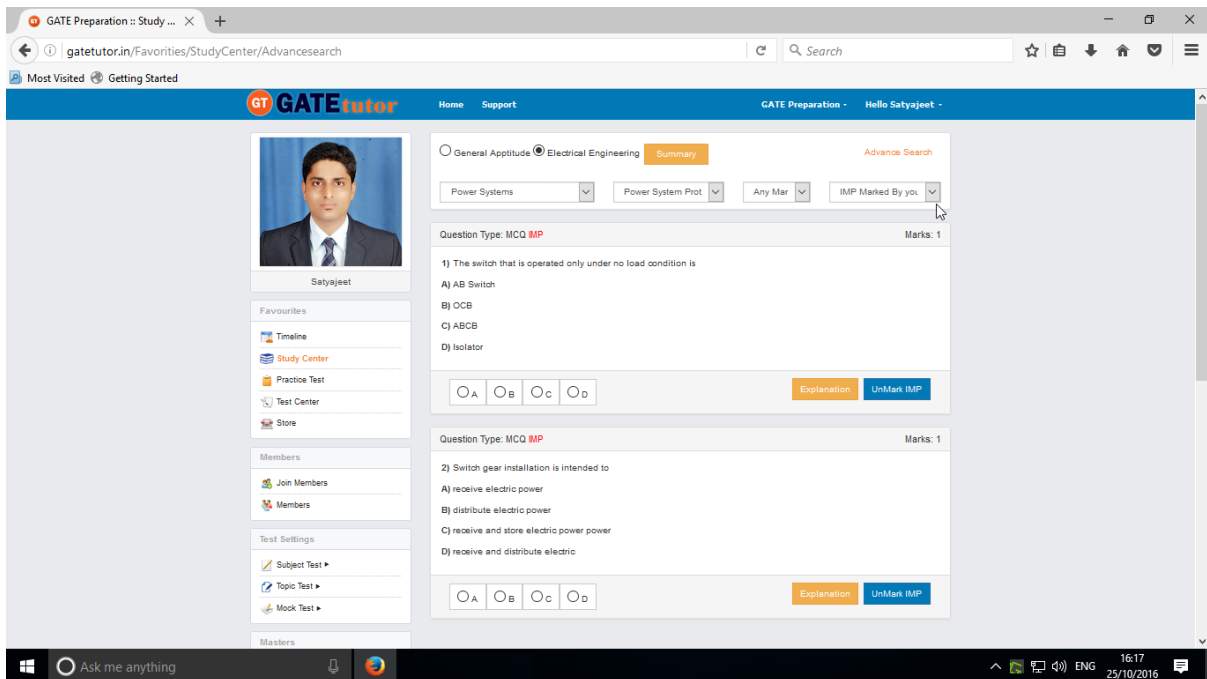 GATE Preparation :: Study ...
gatetutor.in/Favorities/StudyCenter/Advancesearch
Search
Most Visited Getting Started
GT GATEtutor Home Support GATE Preparation Hello Satyajeet
General Apptitude Electrical Engineering Summary Advance Search
Power Systems Power System Prot Any Mar IMP Marked By you
Satyajeet
Favourites
Timeline
Study Center
Practice Test
Test Center
Store
Members
Join Members
Members
Test Settings
Subject Test
Topic Test
Mock Test
Masters
Question Type: MCQ IMP Marks: 1
1) The switch that is operated only under no load condition is
A) AB Switch
B) OCB
C) ABCB
D) Isolator
A B C D Explanation UnMark IMP
Question Type: MCQ IMP Marks: 1
2) Switch gear installation is intended to
A) receive electric power
B) distribute electric power
C) receive and store electric power power
D) receive and distribute electric
A B C D Explanation UnMark IMP
Ask me anything
ENG
16:17
25/10/2016